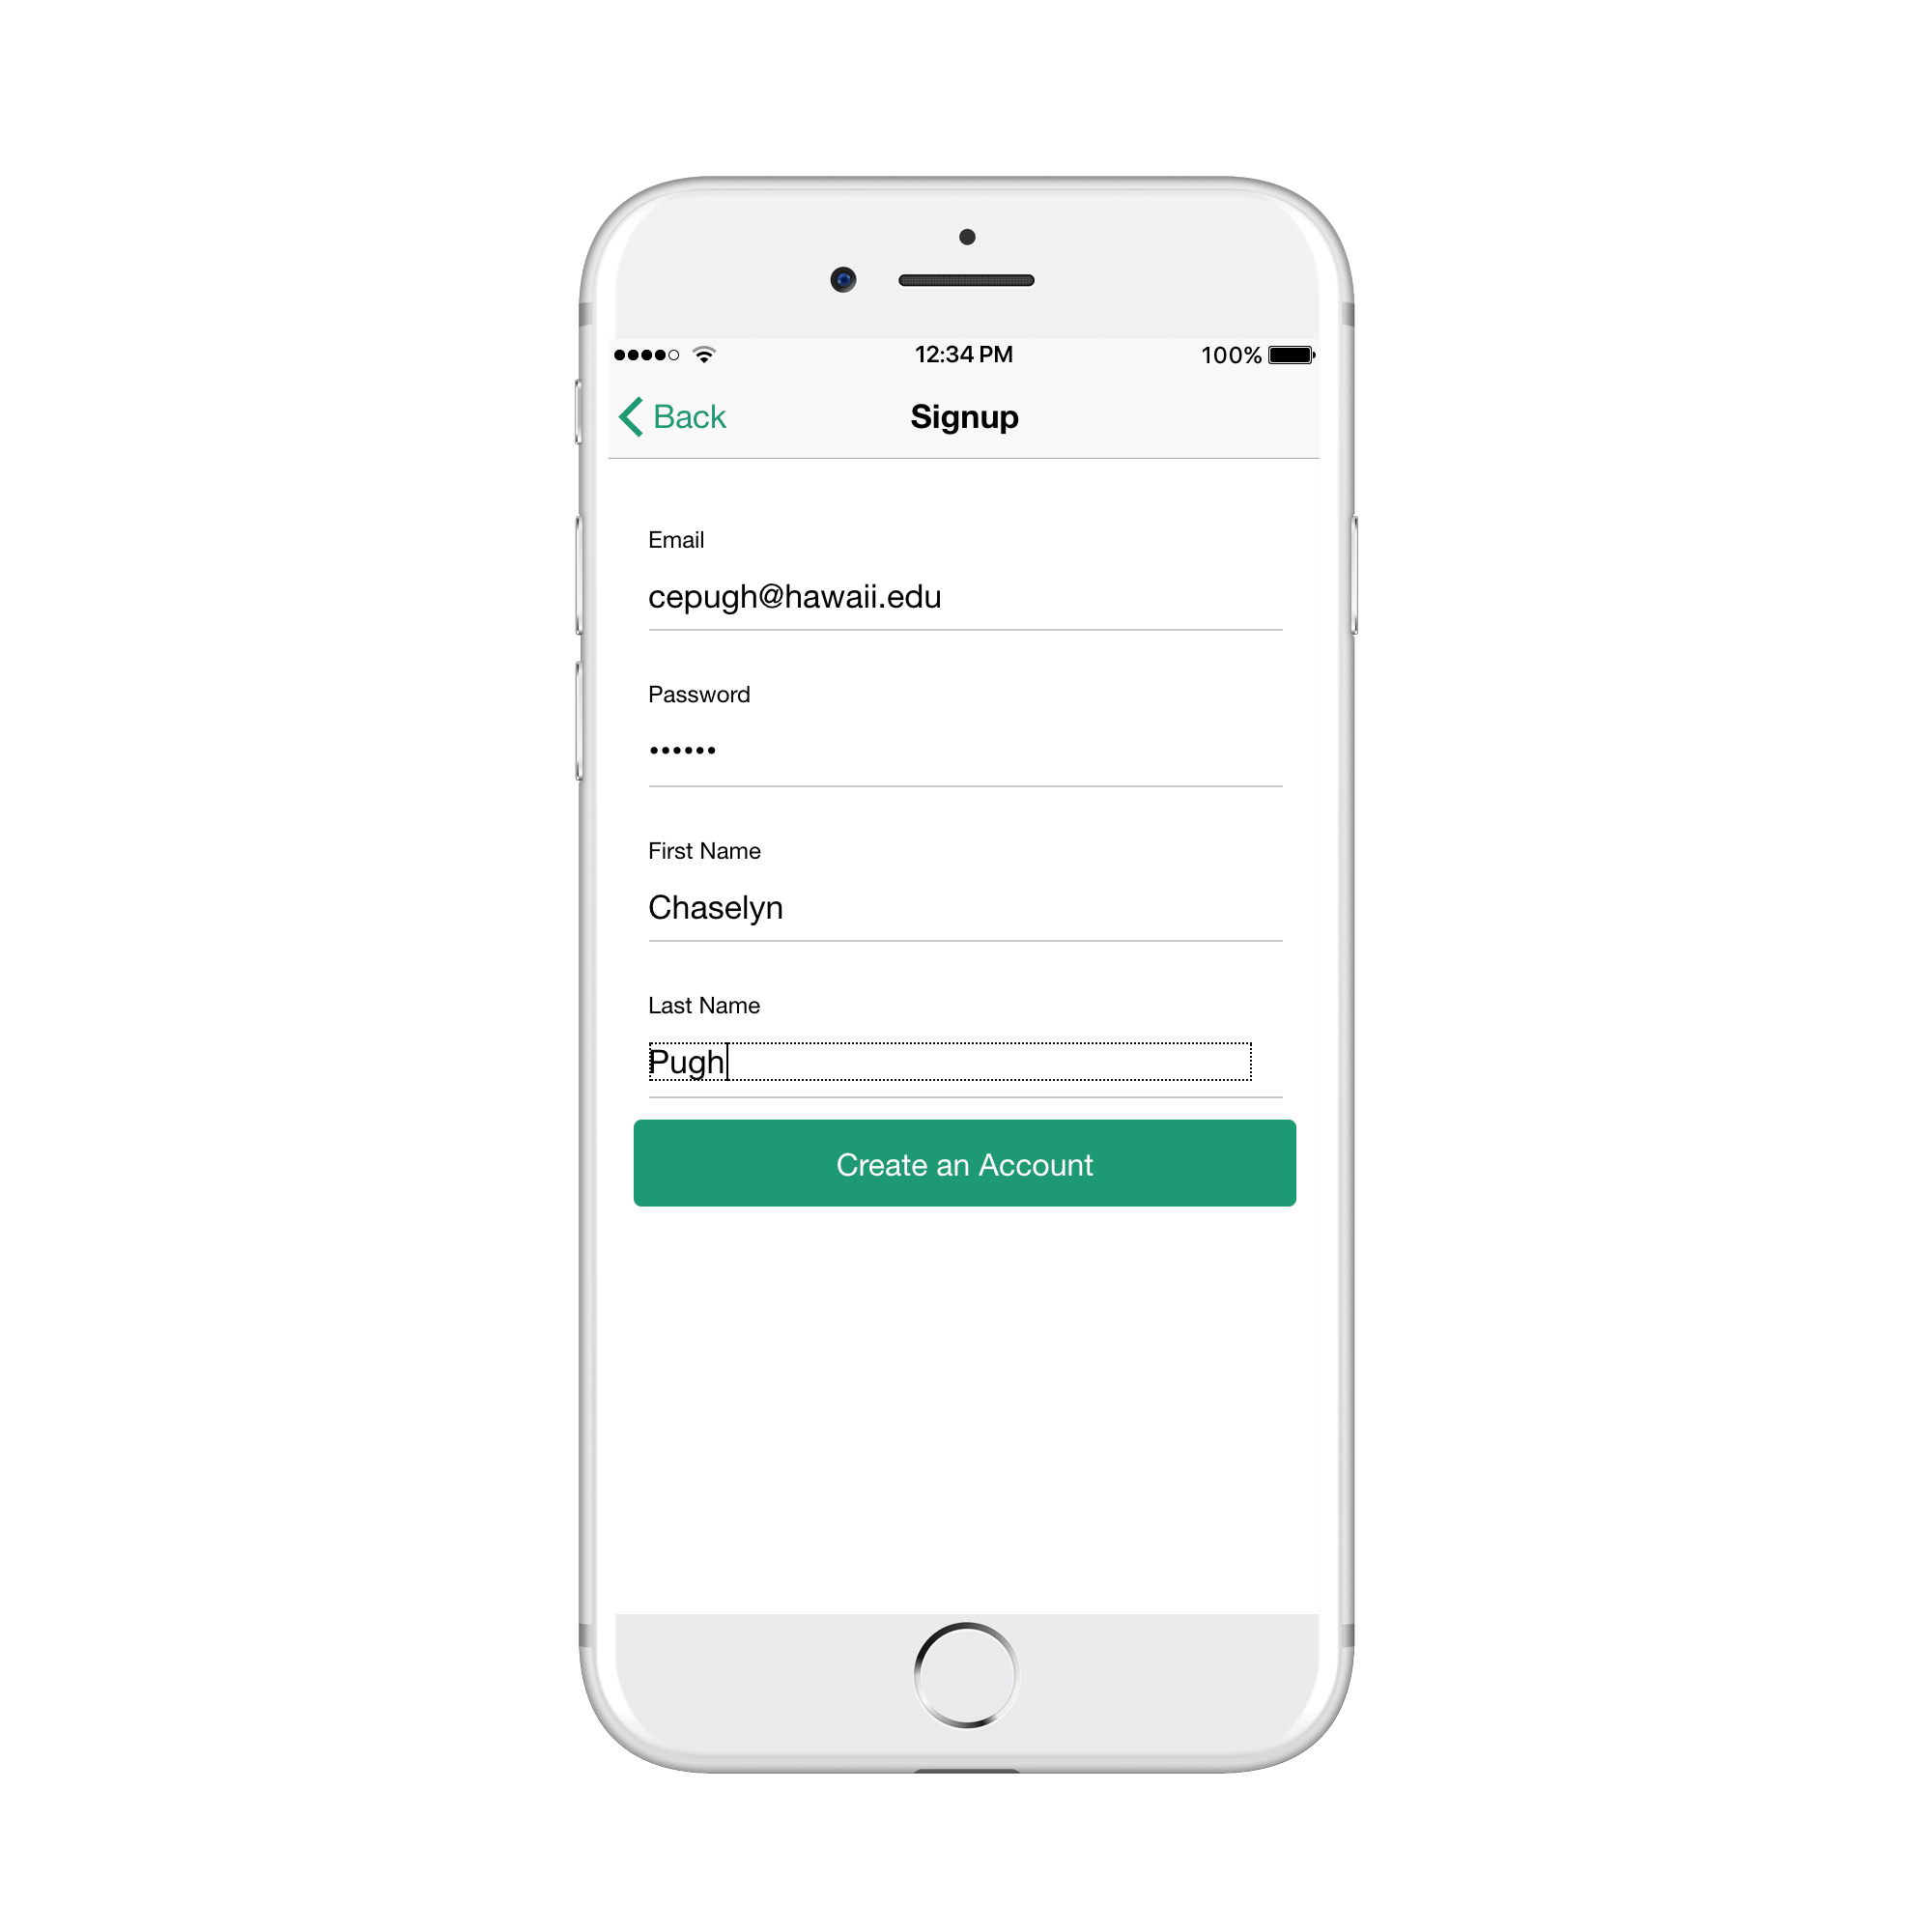 12:34 PM 100%
Back Signup
Email
cepugh@hawaii.edu
Password
••••••
First Name
Chaselyn
Last Name
Pugh
Create an Account